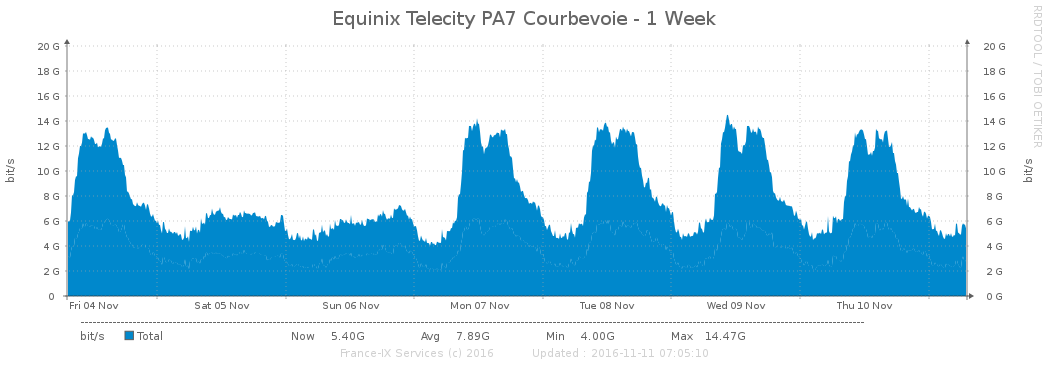 Equinix Telecity PA7 Courbevoie - 1 Week
RRDTOOL / TOBI OETIKER
bit/s
bit/s
20 G 20 G
18 G 18 G
16 G 16 G
14 G 14 G
12 G 12 G
10 G 10 G
8 G 8 G
6 G 6 G
4 G 4 G
2 G 2 G
0 0 G
Fri 04 Nov Sat 05 Nov Sun 06 Nov Mon 07 Nov Tue 08 Nov Wed 09 Nov Thu 10 Nov
bit/s Total Now 5.40G Avg 7.89G Min 4.00G Max 14.47G
France-IX Services (c) 2016 Updated : 2016-11-11 07:05:10